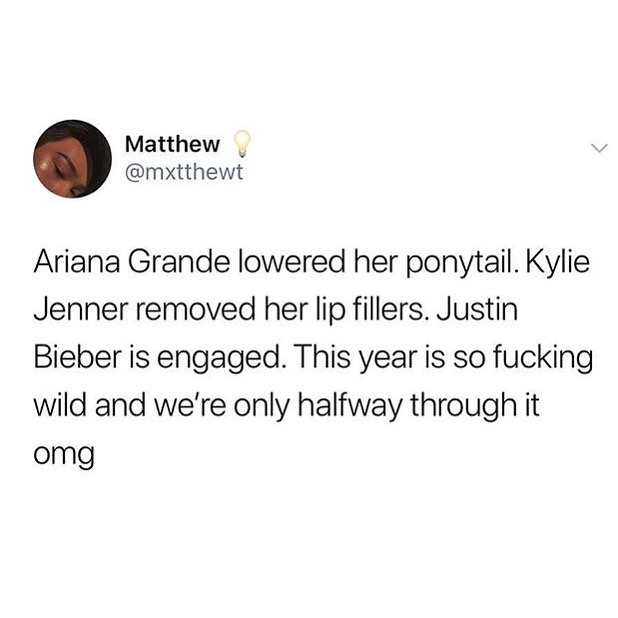 Matthew 💡
@mxtthewt
Ariana Grande lowered her ponytail. Kylie
Jenner removed her lip fillers. Justin
Bieber is engaged. This year is so fucking
wild and we’re only halfway through it
omg